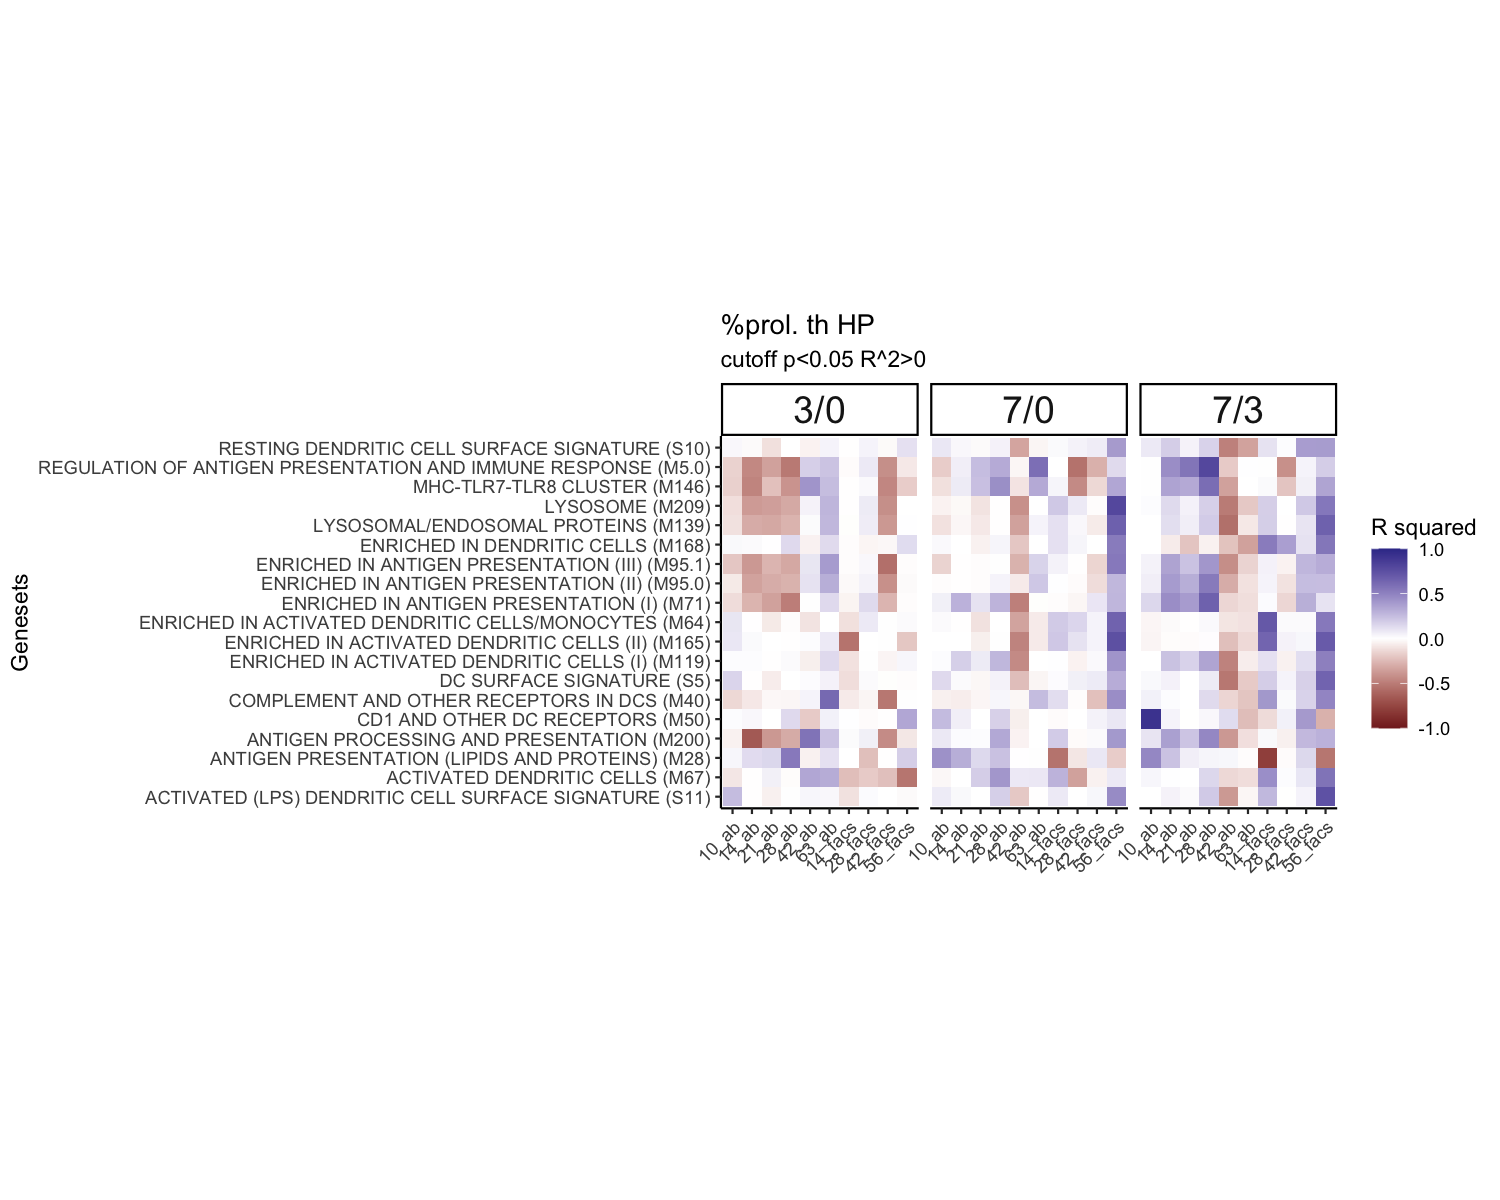 %prol. th HP
cutoff p<0.05 R^2>0
3/0 7/0 7/3
Genesets
RESTING DENDRITIC CELL SURFACE SIGNATURE (S10)
REGULATION OF ANTIGEN PRESENTATION AND IMMUNE RESPONSE (M5.0)
MHC-TLR7-TLR8 CLUSTER (M146)
LYSOSOME (M209)
LYSOSOMAL/ENDOSOMAL PROTEINS (M139)
ENRICHED IN DENDRITIC CELLS (M168)
ENRICHED IN ANTIGEN PRESENTATION (III) (M95.1)
ENRICHED IN ANTIGEN PRESENTATION (II) (M95.0)
ENRICHED IN ANTIGEN PRESENTATION (I) (M71)
ENRICHED IN ACTIVATED DENDRITIC CELLS/MONOCYTES (M64)
ENRICHED IN ACTIVATED DENDRITIC CELLS (II) (M165)
ENRICHED IN ACTIVATED DENDRITIC CELLS (I) (M119)
DC SURFACE SIGNATURE (S5)
COMPLEMENT AND OTHER RECEPTORS IN DCS (M40)
CD1 AND OTHER DC RECEPTORS (M50)
ANTIGEN PROCESSING AND PRESENTATION (M200)
ANTIGEN PRESENTATION (LIPIDS AND PROTEINS) (M28)
ACTIVATED DENDRITIC CELLS (M67)
ACTIVATED (LPS) DENDRITIC CELL SURFACE SIGNATURE (S11)
10_ab 14_ab 21_ab 28_ab 42_ab 63_ab 14_facs 28_facs 42_facs 56_facs
10_ab 14_ab 21_ab 28_ab 42_ab 63_ab 14_facs 28_facs 42_facs 56_facs
10_ab 14_ab 21_ab 28_ab 42_ab 63_ab 14_facs 28_facs 42_facs 56_facs
R squared
1.0
0.5
0.0
-0.5
-1.0